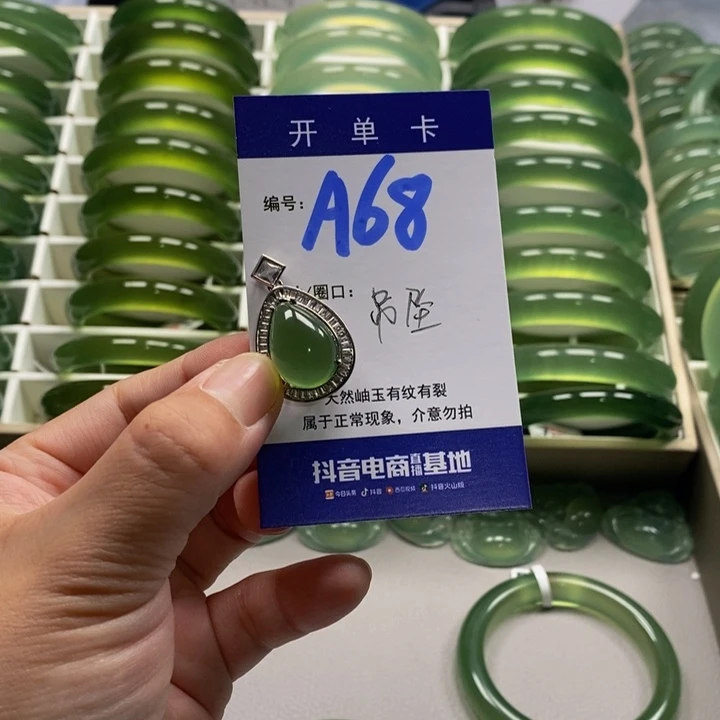 开单卡
编号：A68
/圈口：吊坠
天然岫玉有纹有裂
属于正常现象，介意勿拍
抖音电商直播基地
今日头条 抖音 西瓜视频 抖音火山版